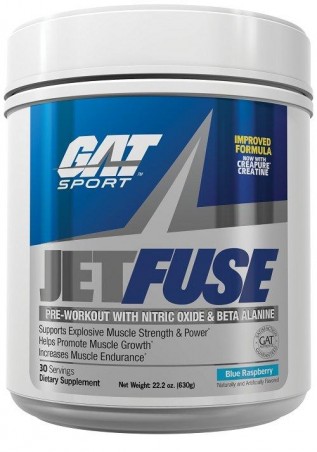 GAT
SPORT™
IMPROVED
FORMULA
NOW WITH
CREAPURE®
CREATINE
JETFUSE
PRE-WORKOUT WITH NITRIC OXIDE & BETA ALANINE
Supports Explosive Muscle Strength & Power*
Helps Promote Muscle Growth*
Increases Muscle Endurance*
GAT
30 Servings
Dietary Supplement
Net Weight: 22.2 oz. (630g)
Blue Raspberry
Naturally and Artificially Flavored